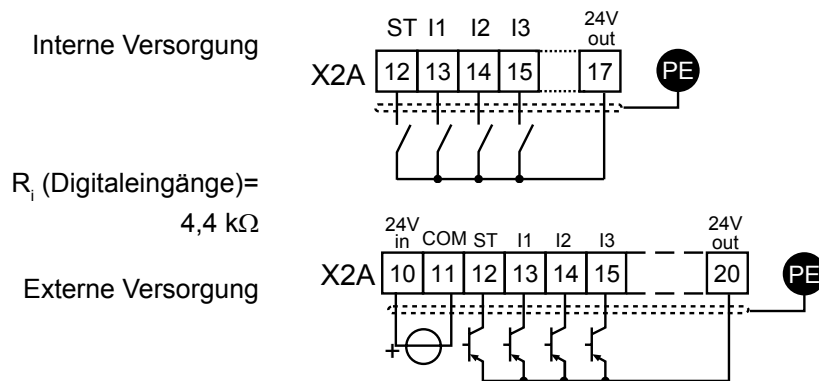 Interne Versorgung
ST I1 I2 I3 24V out
X2A 12 13 14 15 17 PE
Rᵢ (Digitaleingänge)=
4,4 kΩ
24V in COM ST I1 I2 I3 24V out
X2A 10 11 12 13 14 15 20 PE
Externe Versorgung
+